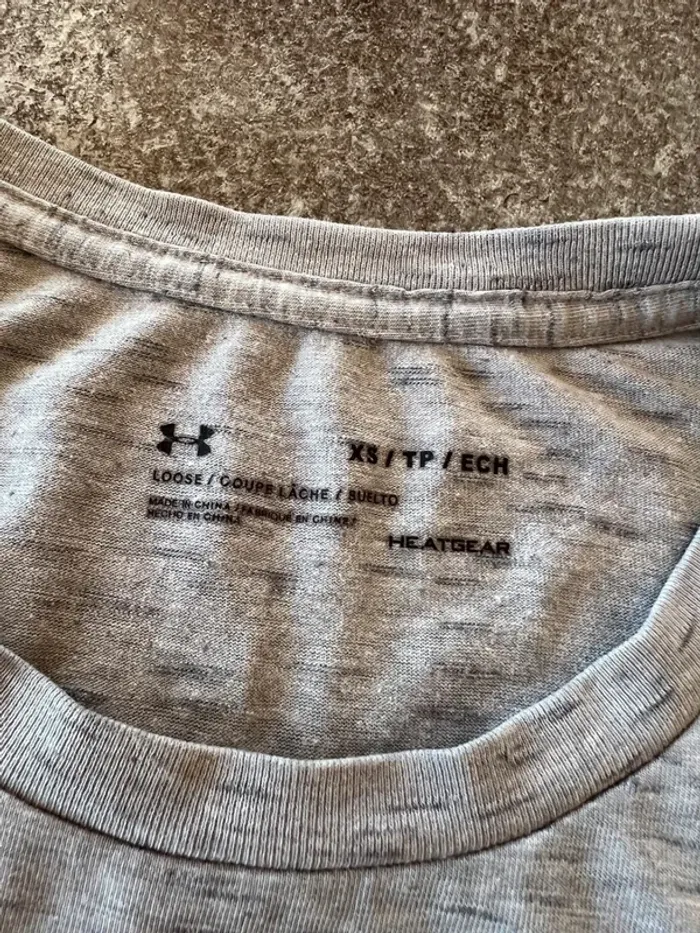 XS / TP / ECH
LOOSE / COUPE LÂCHE / SUELTO
MADE IN CHINA / FABRIQUÉ EN CHINE /
HECHO EN CHINA
HEATGEAR